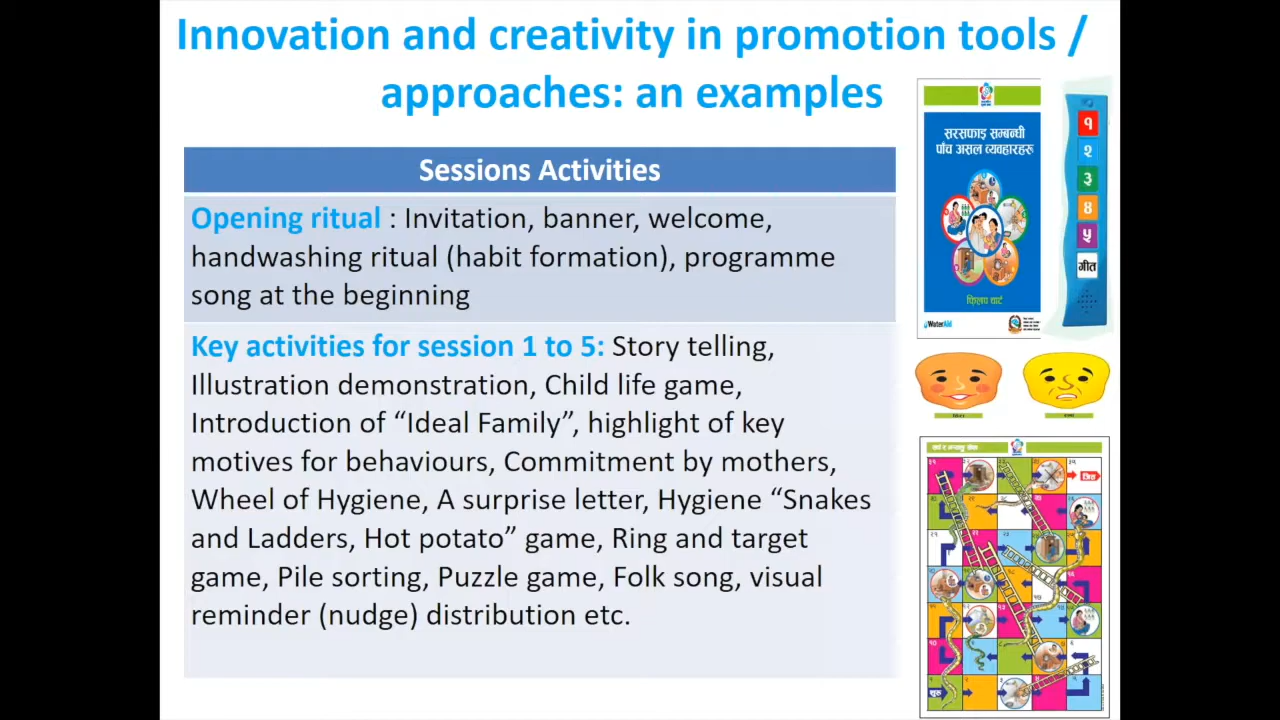 Innovation and creativity in promotion tools /
approaches: an examples
Sessions Activities
Opening ritual : Invitation, banner, welcome,
handwashing ritual (habit formation), programme
song at the beginning
Key activities for session 1 to 5: Story telling,
Illustration demonstration, Child life game,
Introduction of “Ideal Family”, highlight of key
motives for behaviours, Commitment by mothers,
Wheel of Hygiene, A surprise letter, Hygiene “Snakes
and Ladders, Hot potato” game, Ring and target
game, Pile sorting, Puzzle game, Folk song, visual
reminder (nudge) distribution etc.
सरसफाइ सम्बन्धी
पाँच असल व्यवहारहरू
फ्लिप चार्ट
१
२
३
४
५
गीत
सुरु